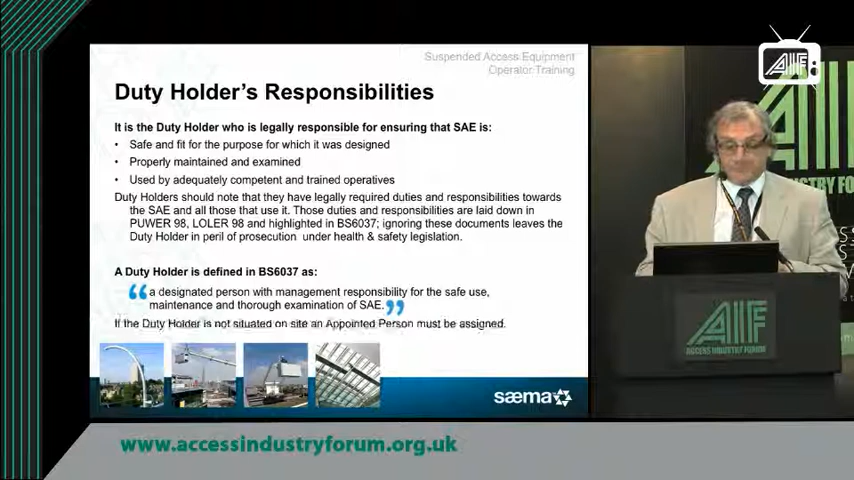 Suspended Access Equipment
Operator Training
Duty Holder's Responsibilities
It is the Duty Holder who is legally responsible for ensuring that SAE is:
• Safe and fit for the purpose for which it was designed
• Properly maintained and examined
• Used by adequately competent and trained operatives
Duty Holders should note that they have legally required duties and responsibilities towards
the SAE and all those that use it. Those duties and responsibilities are laid down in
PUWER 98, LOLER 98 and highlighted in BS6037; ignoring these documents leaves the
Duty Holder in peril of prosecution under health & safety legislation.
A Duty Holder is defined in BS6037 as:
“a designated person with management responsibility for the safe use,
maintenance and thorough examination of SAE.”
If the Duty Holder is not situated on site an Appointed Person must be assigned.
saema
AIF
AIF
INDUSTRY FORUM
AIF
ACCESS INDUSTRY FORUM
www.accessindustryforum.org.uk